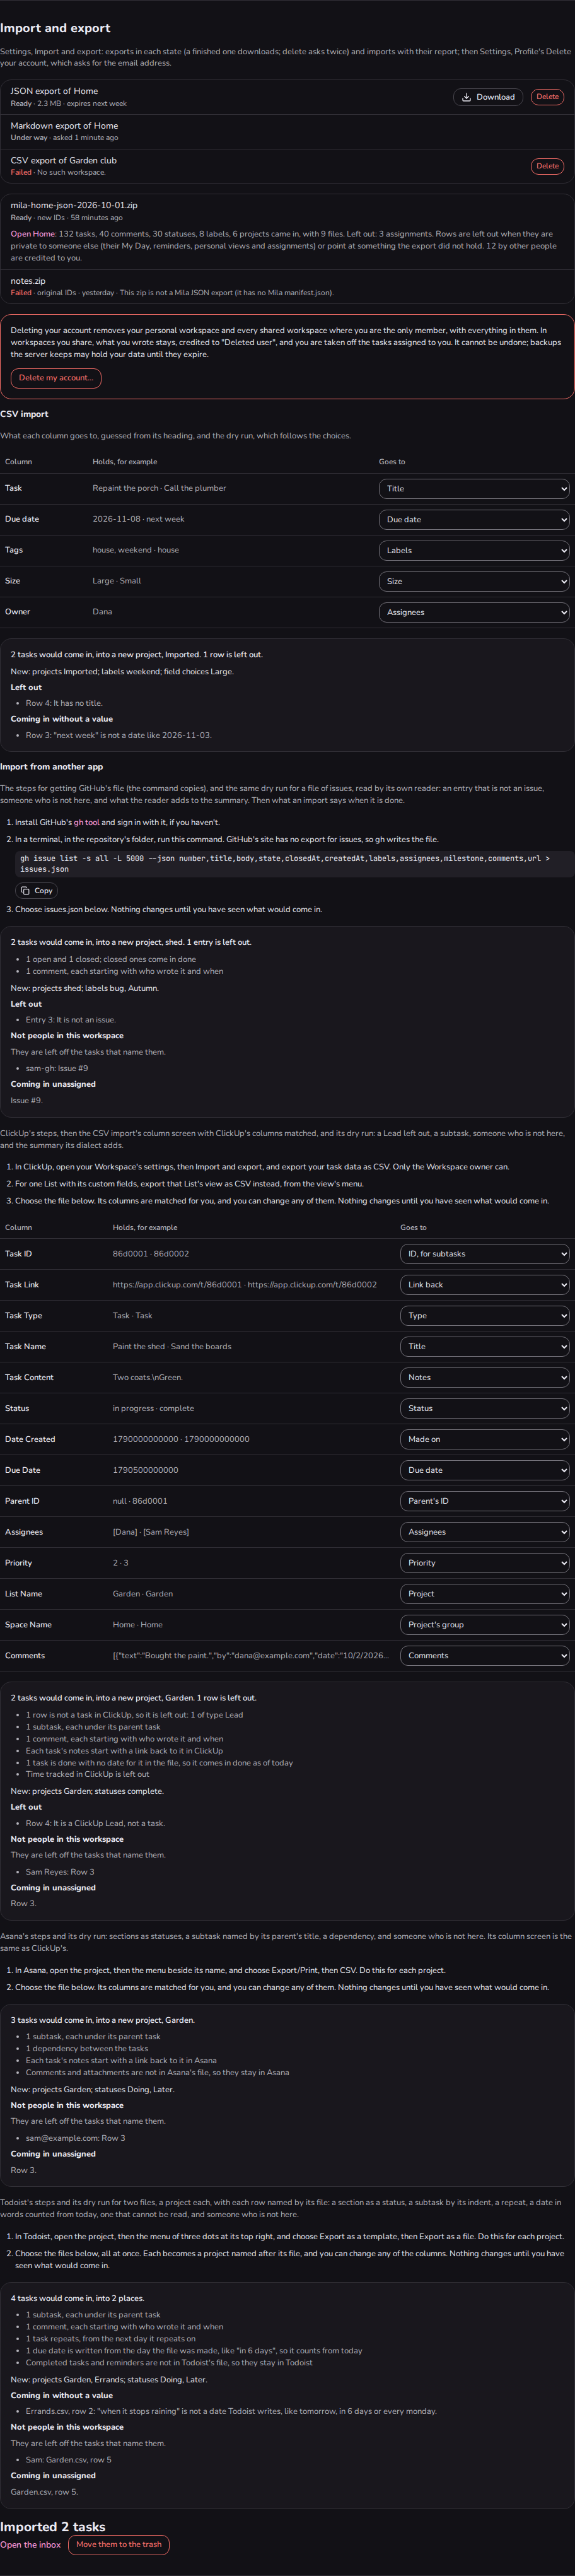 Import and export
Settings, Import and export: exports in each state (a finished one downloads; delete asks twice) and imports with their report; then Settings, Profile's Delete
your account, which asks for the email address.
JSON export of Home
Ready · 2.3 MB · expires next week
Download
Delete
Markdown export of Home
Under way · asked 1 minute ago
CSV export of Garden club
Failed · No such workspace.
Delete
mila-home-json-2026-10-01.zip
Ready · new IDs · 58 minutes ago
Open Home: 132 tasks, 40 comments, 30 statuses, 8 labels, 6 projects came in, with 9 files. Left out: 3 assignments. Rows are left out when they are
private to someone else (their My Day, reminders, personal views and assignments) or point at something the export did not hold. 12 by other people
are credited to you.
notes.zip
Failed · original IDs · yesterday · This zip is not a Mila JSON export (it has no Mila manifest.json).
Deleting your account removes your personal workspace and every shared workspace where you are the only member, with everything in them. In
workspaces you share, what you wrote stays, credited to "Deleted user", and you are taken off the tasks assigned to you. It cannot be undone; backups
the server keeps may hold your data until they expire.
Delete my account...
CSV import
What each column goes to, guessed from its heading, and the dry run, which follows the choices.
Column Holds, for example Goes to
Task Repaint the porch · Call the plumber Title
Due date 2026-11-08 · next week Due date
Tags house, weekend · house Labels
Size Large · Small Size
Owner Dana Assignees
2 tasks would come in, into a new project, Imported. 1 row is left out.
New: projects Imported; labels weekend; field choices Large.
Left out
• Row 4: It has no title.
Coming in without a value
• Row 3: "next week" is not a date like 2026-11-03.
Import from another app
The steps for getting GitHub's file (the command copies), and the same dry run for a file of issues, read by its own reader: an entry that is not an issue,
someone who is not here, and what the reader adds to the summary. Then what an import says when it is done.
1. Install GitHub's gh tool and sign in with it, if you haven't.
2. In a terminal, in the repository's folder, run this command. GitHub's site has no export for issues, so gh writes the file.
gh issue list -s all -L 5000 --json number,title,body,state,closedAt,createdAt,labels,assignees,milestone,comments,url >
issues.json
Copy
3. Choose issues.json below. Nothing changes until you have seen what would come in.
2 tasks would come in, into a new project, shed. 1 entry is left out.
• 1 open and 1 closed; closed ones come in done
• 1 comment, each starting with who wrote it and when
New: projects shed; labels bug, Autumn.
Left out
• Entry 3: It is not an issue.
Not people in this workspace
They are left off the tasks that name them.
• sam-gh: Issue #9
Coming in unassigned
Issue #9.
ClickUp's steps, then the CSV import's column screen with ClickUp's columns matched, and its dry run: a Lead left out, a subtask, someone who is not here,
and the summary its dialect adds.
1. In ClickUp, open your Workspace's settings, then Import and export, and export your task data as CSV. Only the Workspace owner can.
2. For one List with its custom fields, export that List's view as CSV instead, from the view's menu.
3. Choose the file below. Its columns are matched for you, and you can change any of them. Nothing changes until you have seen what would come in.
Column Holds, for example Goes to
Task ID 86d0001 · 86d0002 ID, for subtasks
Task Link https://app.clickup.com/t/86d0001 · https://app.clickup.com/t/86d0002 Link back
Task Type Task · Task Type
Task Name Paint the shed · Sand the boards Title
Task Content Two coats.\nGreen. Notes
Status in progress · complete Status
Date Created 1790000000000 · 1790000000000 Made on
Due Date 1790500000000 Due date
Parent ID null · 86d0001 Parent's ID
Assignees [Dana] · [Sam Reyes] Assignees
Priority 2 · 3 Priority
List Name Garden · Garden Project
Space Name Home · Home Project's group
Comments [{"text":"Bought the paint.","by":"dana@example.com","date":"10/2/2026... Comments
2 tasks would come in, into a new project, Garden. 1 row is left out.
• 1 row is not a task in ClickUp, so it is left out: 1 of type Lead
• 1 subtask, each under its parent task
• 1 comment, each starting with who wrote it and when
• Each task's notes start with a link back to it in ClickUp
• 1 task is done with no date for it in the file, so it comes in done as of today
• Time tracked in ClickUp is left out
New: projects Garden; statuses complete.
Left out
• Row 4: It is a ClickUp Lead, not a task.
Not people in this workspace
They are left off the tasks that name them.
• Sam Reyes: Row 3
Coming in unassigned
Row 3.
Asana's steps and its dry run: sections as statuses, a subtask named by its parent's title, a dependency, and someone who is not here. Its column screen is the
same as ClickUp's.
1. In Asana, open the project, then the menu beside its name, and choose Export/Print, then CSV. Do this for each project.
2. Choose the file below. Its columns are matched for you, and you can change any of them. Nothing changes until you have seen what would come in.
3 tasks would come in, into a new project, Garden.
• 1 subtask, each under its parent task
• 1 dependency between the tasks
• Each task's notes start with a link back to it in Asana
• Comments and attachments are not in Asana's file, so they stay in Asana
New: projects Garden; statuses Doing, Later.
Not people in this workspace
They are left off the tasks that name them.
• sam@example.com: Row 3
Coming in unassigned
Row 3.
Todoist's steps and its dry run for two files, a project each, with each row named by its file: a section as a status, a subtask by its indent, a repeat, a date in
words counted from today, one that cannot be read, and someone who is not here.
1. In Todoist, open the project, then the menu of three dots at its top right, and choose Export as a template, then Export as a file. Do this for each project.
2. Choose the files below, all at once. Each becomes a project named after its file, and you can change any of the columns. Nothing changes until you have
seen what would come in.
4 tasks would come in, into 2 places.
• 1 subtask, each under its parent task
• 1 comment, each starting with who wrote it and when
• 1 task repeats, from the next day it repeats on
• 1 due date is written from the day the file was made, like "in 6 days", so it counts from today
• Completed tasks and reminders are not in Todoist's file, so they stay in Todoist
New: projects Garden, Errands; statuses Doing, Later.
Coming in without a value
• Errands.csv, row 2: "when it stops raining" is not a date Todoist writes, like tomorrow, in 6 days or every monday.
Not people in this workspace
They are left off the tasks that name them.
• Sam: Garden.csv, row 5
Coming in unassigned
Garden.csv, row 5.
Imported 2 tasks
Open the inbox
Move them to the trash